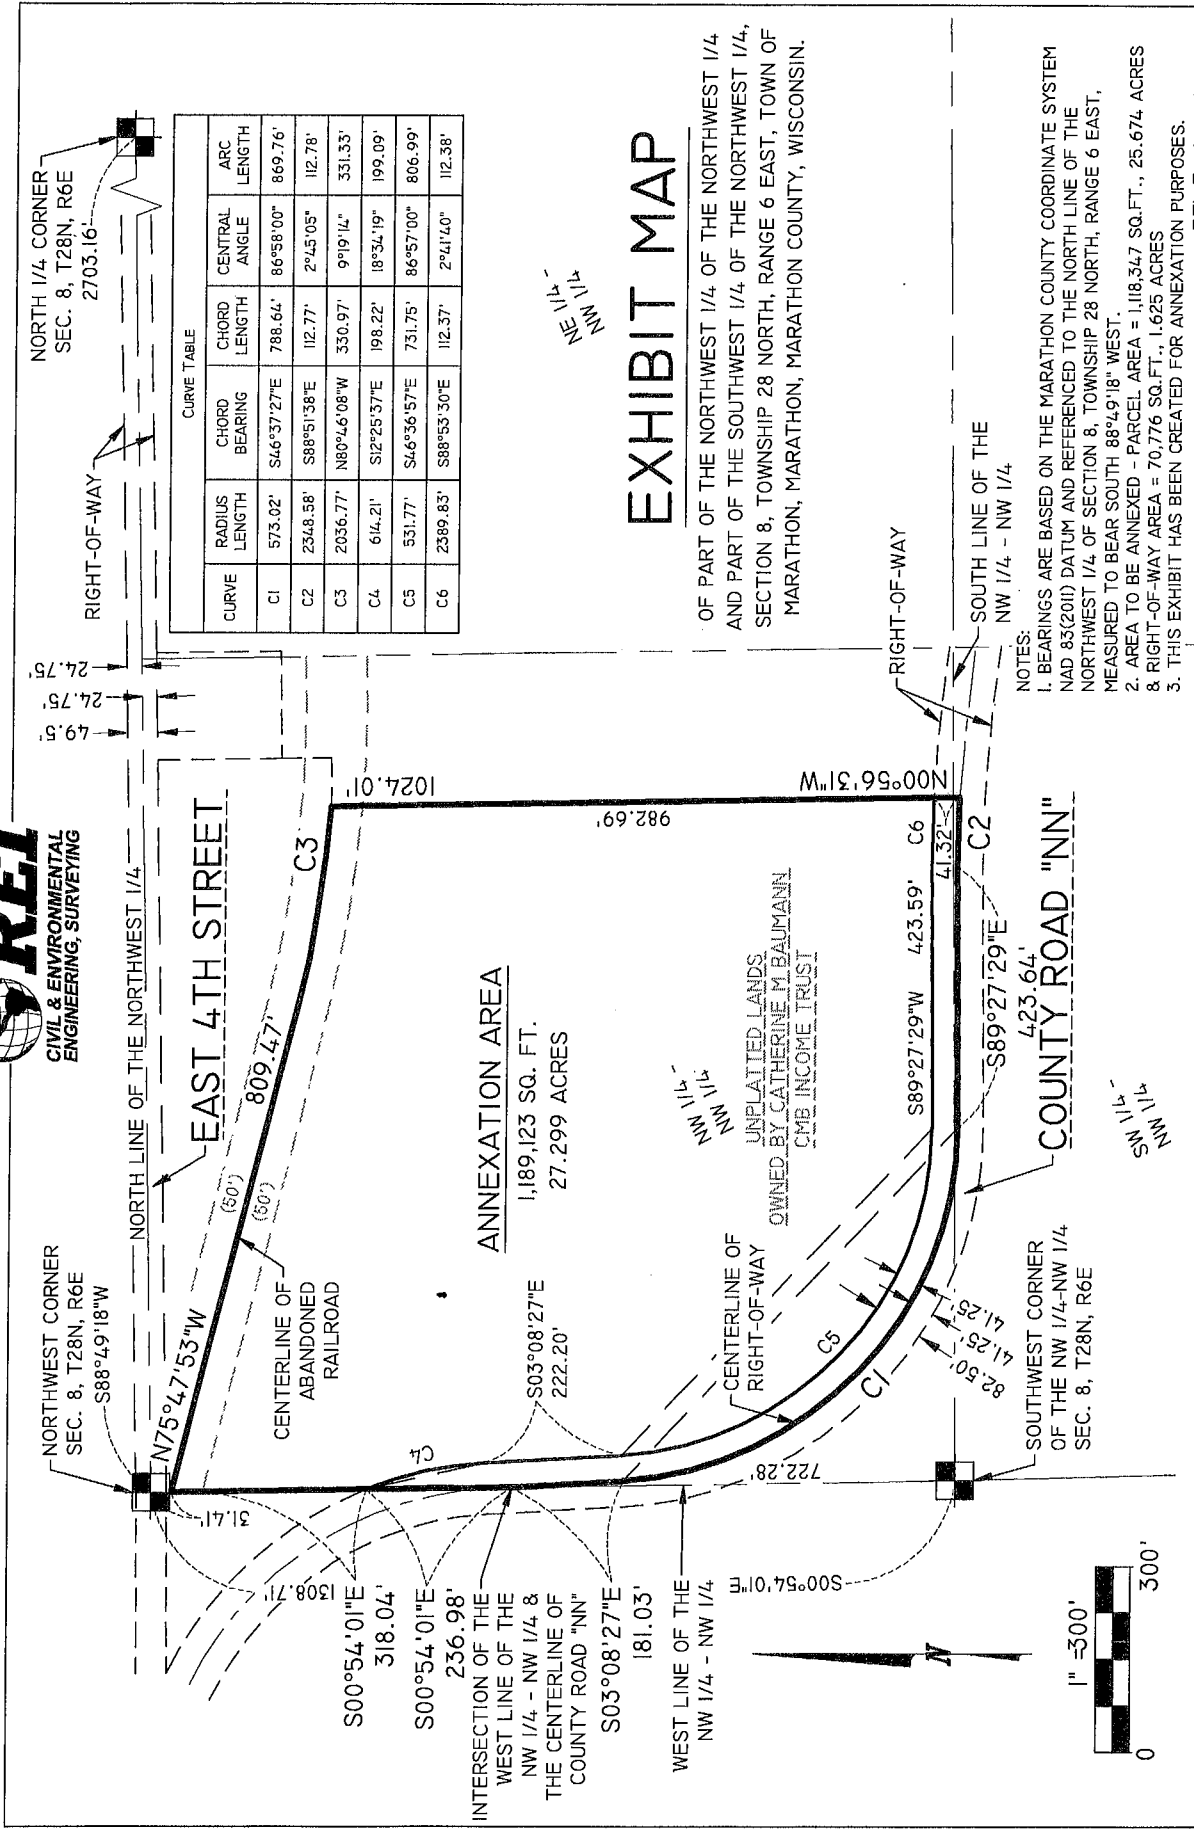 REI
CIVIL & ENVIRONMENTAL
ENGINEERING, SURVEYING
NORTHWEST CORNER
SEC. 8, T28N, R6E
S88°49'18"W
NORTH LINE OF THE NORTHWEST 1/4
EAST 4TH STREET
49.5'
24.75'
24.75'
RIGHT-OF-WAY
NORTH 1/4 CORNER
SEC. 8, T28N, R6E
2703.16'
CURVE TABLE
CURVE RADIUS LENGTH CHORD BEARING CHORD LENGTH CENTRAL ANGLE ARC LENGTH
C1 573.02' S46°37'27"E 788.64' 86°58'00" 869.76'
C2 2348.58' S88°51'38"E 112.77' 2°45'05" 112.78'
C3 2036.77' N80°46'08"W 330.97' 9°19'14" 331.33'
C4 614.21' S12°25'37"E 198.22' 18°34'19" 199.09'
C5 531.77' S46°36'57"E 731.75' 86°57'00" 806.99'
C6 2389.83' S88°53'30"E 112.37' 2°41'40" 112.38'
N75°47'53"W
809.47'
C3
(50')
(50')
CENTERLINE OF
ABANDONED
RAILROAD
31.41'
1308.71'
S00°54'01"E
318.04'
S00°54'01"E
236.98'
INTERSECTION OF THE
WEST LINE OF THE
NW 1/4 - NW 1/4 &
THE CENTERLINE OF
COUNTY ROAD "NN"
S03°08'27"E
181.03'
WEST LINE OF THE
NW 1/4 - NW 1/4
C4
S03°08'27"E
222.20'
ANNEXATION AREA
1,189,123 SQ. FT.
27.299 ACRES
1024.01'
982.69'
N00°56'31"W
NE 1/4-
NW 1/4
EXHIBIT MAP
OF PART OF THE NORTHWEST 1/4 OF THE NORTHWEST 1/4
AND PART OF THE SOUTHWEST 1/4 OF THE NORTHWEST 1/4,
SECTION 8, TOWNSHIP 28 NORTH, RANGE 6 EAST, TOWN OF
MARATHON, MARATHON, MARATHON COUNTY, WISCONSIN.
NW 1/4-
NW 1/4
UNPLATTED LANDS
OWNED BY CATHERINE M BAUMANN
CMB INCOME TRUST
CENTERLINE OF
RIGHT-OF-WAY
C5
C1
722.28'
41.25'
41.25'
82.50'
S89°27'29"W 423.59' C6
41.32'
C2
S89°27'29"E
423.64'
COUNTY ROAD "NN"
RIGHT-OF-WAY
SOUTH LINE OF THE
NW 1/4 - NW 1/4
S00°54'01"E
SOUTHWEST CORNER
OF THE NW 1/4-NW 1/4
SEC. 8, T28N, R6E
SW 1/4-
NW 1/4
N
1" =300'
0 300'
NOTES:
1. BEARINGS ARE BASED ON THE MARATHON COUNTY COORDINATE SYSTEM
NAD 83(2011) DATUM AND REFERENCED TO THE NORTH LINE OF THE
NORTHWEST 1/4 OF SECTION 8, TOWNSHIP 28 NORTH, RANGE 6 EAST,
MEASURED TO BEAR SOUTH 88°49'18" WEST.
2. AREA TO BE ANNEXED - PARCEL AREA = 1,118,347 SQ.FT., 25.674 ACRES
& RIGHT-OF-WAY AREA = 70,776 SQ.FT., 1.625 ACRES
3. THIS EXHIBIT HAS BEEN CREATED FOR ANNEXATION PURPOSES.